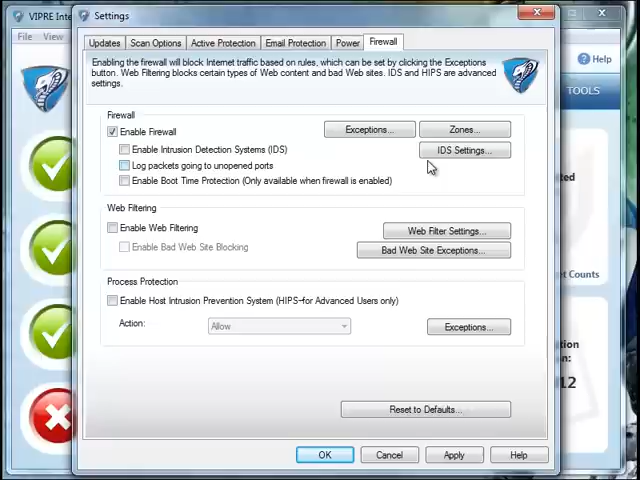 VIPRE Inte
Settings
File View
Help
Updates Scan Options Active Protection Email Protection Power Firewall
Enabling the firewall will block Internet traffic based on rules, which can be set by clicking the Exceptions
button. Web Filtering blocks certain types of Web content and bad Web sites. IDS and HIPS are advanced
settings.
TOOLS
Firewall
Enable Firewall Exceptions... Zones...
Enable Intrusion Detection Systems (IDS) IDS Settings...
Log packets going to unopened ports
Enable Boot Time Protection (Only available when firewall is enabled)
Web Filtering
Enable Web Filtering Web Filter Settings...
Enable Bad Web Site Blocking Bad Web Site Exceptions...
et Counts
Process Protection
Enable Host Intrusion Prevention System (HIPS-for Advanced Users only)
Action: Allow Exceptions...
12
Reset to Defaults...
OK Cancel Apply Help